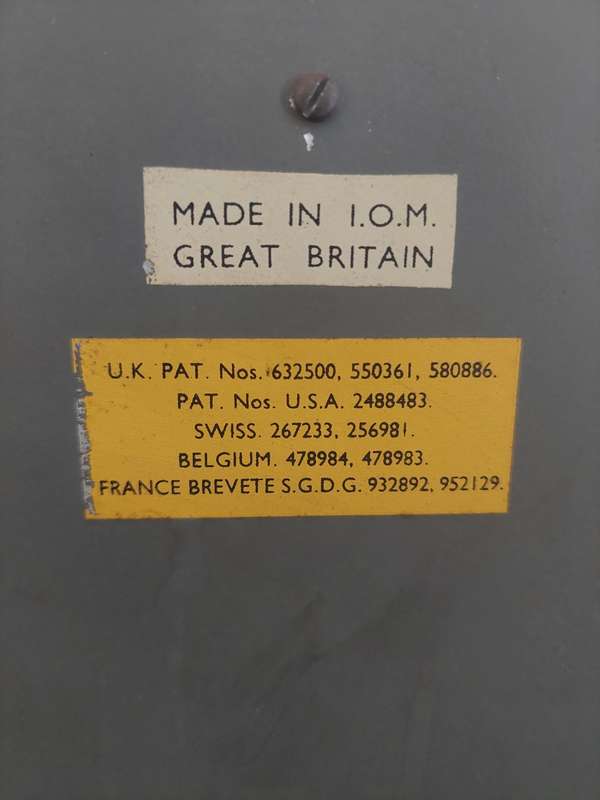 MADE IN I.O.M.
GREAT BRITAIN
U.K. PAT. Nos. 632500, 550361, 580886.
PAT. Nos. U.S.A. 2488483.
SWISS. 267233, 256981.
BELGIUM. 478984, 478983.
FRANCE BREVETE S.G.D.G. 932892, 952129.